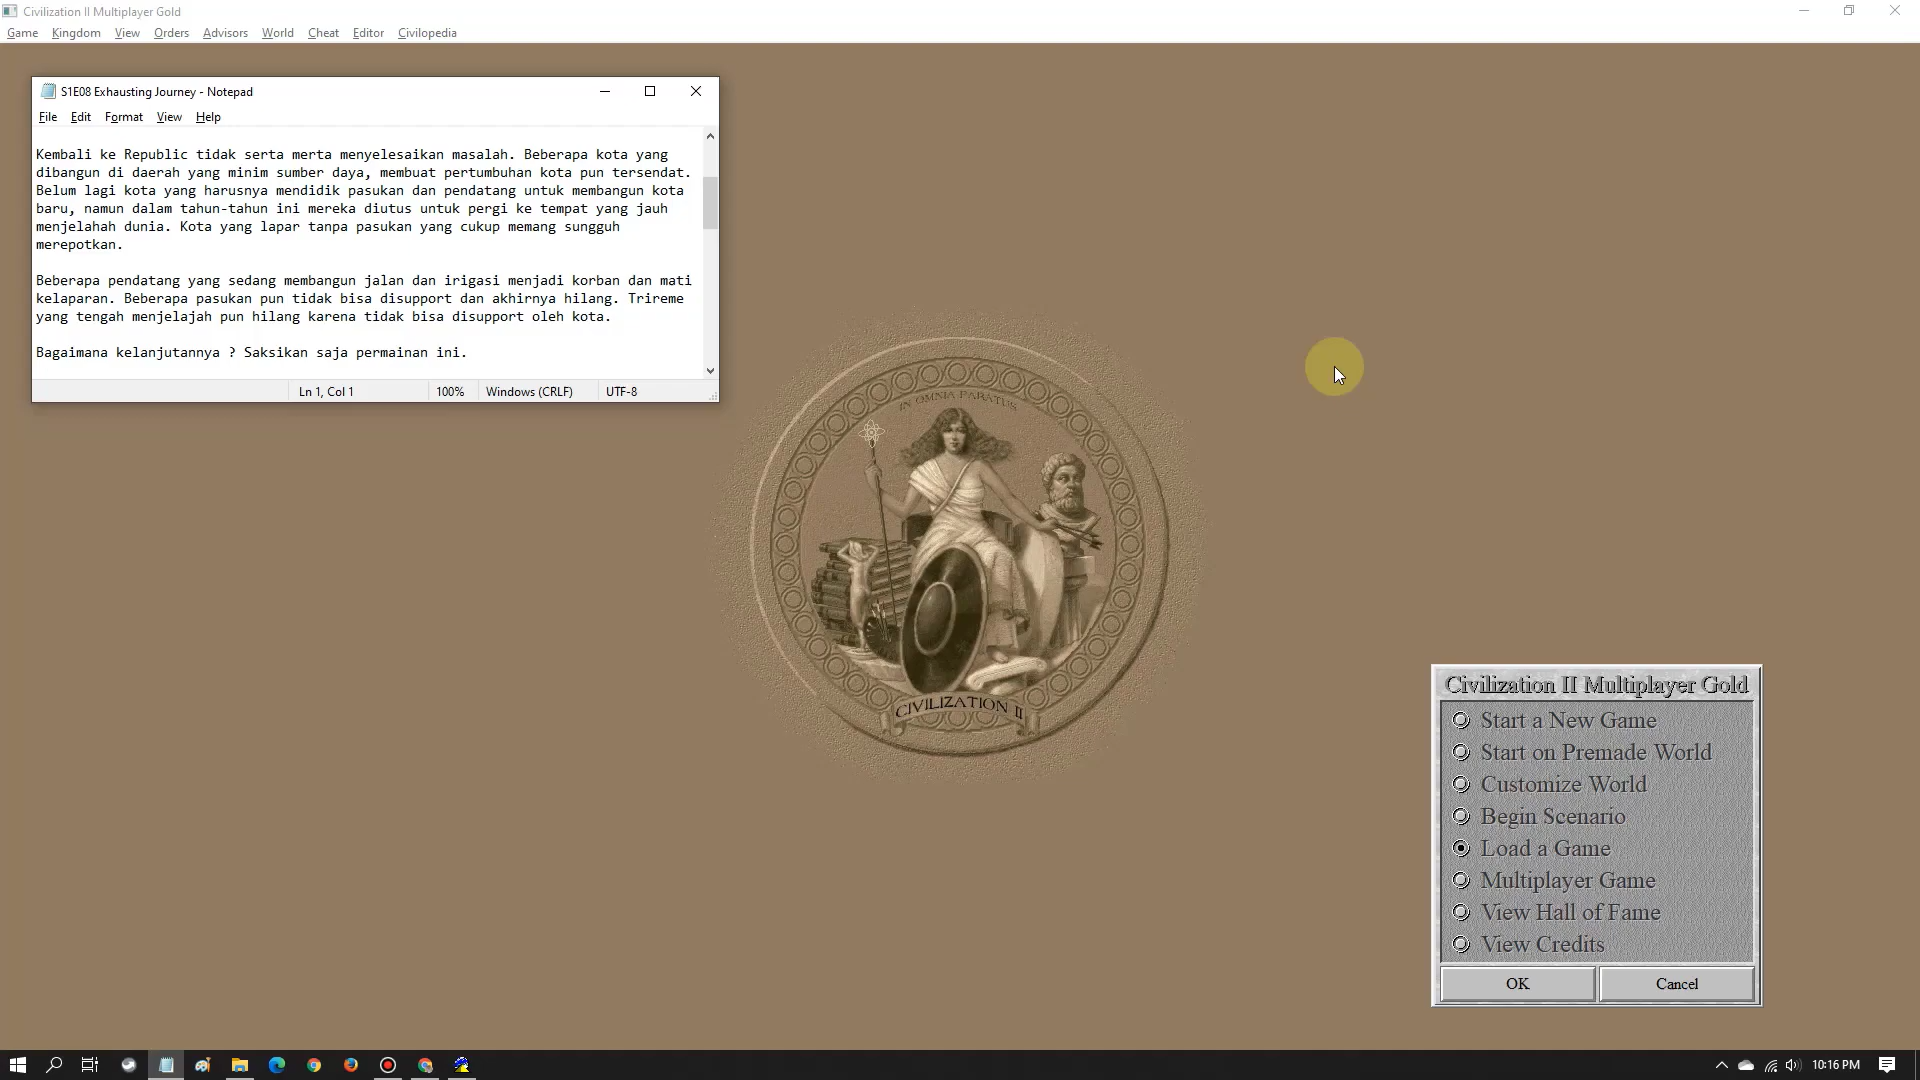 Civilization II Multiplayer Gold
Game Kingdom View Orders Advisors World Cheat Editor Civilopedia
S1E08 Exhausting Journey - Notepad
File Edit Format View Help
Kembali ke Republic tidak serta merta menyelesaikan masalah. Beberapa kota yang
dibangun di daerah yang minim sumber daya, membuat pertumbuhan kota pun tersendat.
Belum lagi kota yang harusnya mendidik pasukan dan pendatang untuk membangun kota
baru, namun dalam tahun-tahun ini mereka diutus untuk pergi ke tempat yang jauh
menjelahah dunia. Kota yang lapar tanpa pasukan yang cukup memang sungguh
merepotkan.
Beberapa pendatang yang sedang membangun jalan dan irigasi menjadi korban dan mati
kelaparan. Beberapa pasukan pun tidak bisa disupport dan akhirnya hilang. Trireme
yang tengah menjelajah pun hilang karena tidak bisa disupport oleh kota.
Bagaimana kelanjutannya ? Saksikan saja permainan ini.
Ln 1, Col 1 100% Windows (CRLF) UTF-8
IN OMNIA PARATUS
CIVILIZATION II
Civilization II Multiplayer Gold
Start a New Game
Start on Premade World
Customize World
Begin Scenario
Load a Game
Multiplayer Game
View Hall of Fame
View Credits
OK Cancel
10:16 PM